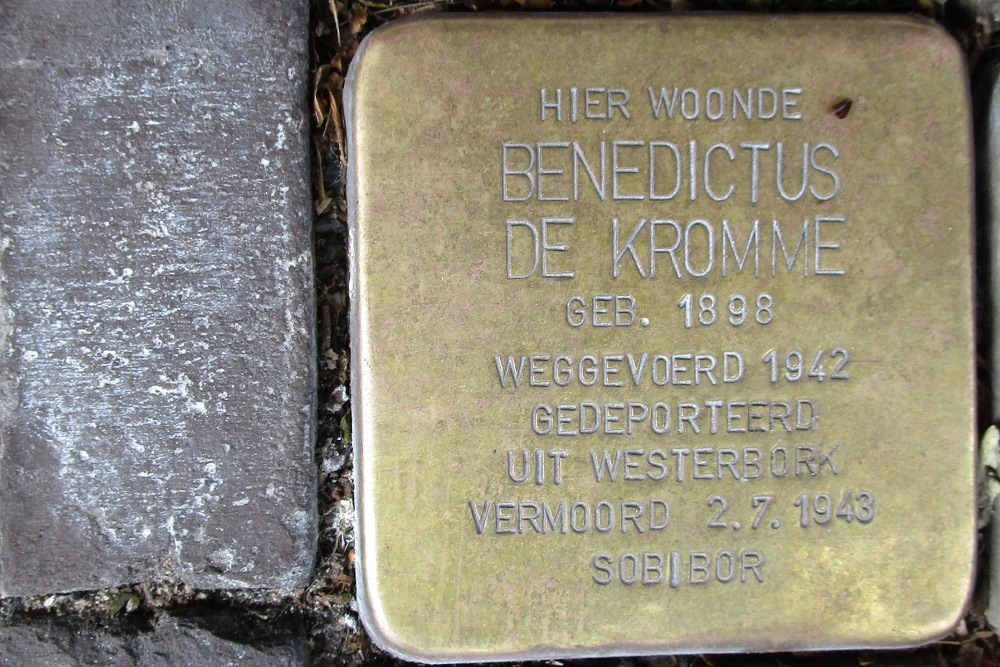 HIER WOONDE
BENEDICTUS
DE KROMME
GEB. 1898
WEGGEVOERD 1942
GEDEPORTEERD
UIT WESTERBORK
VERMOORD 2.7.1943
SOBIBOR